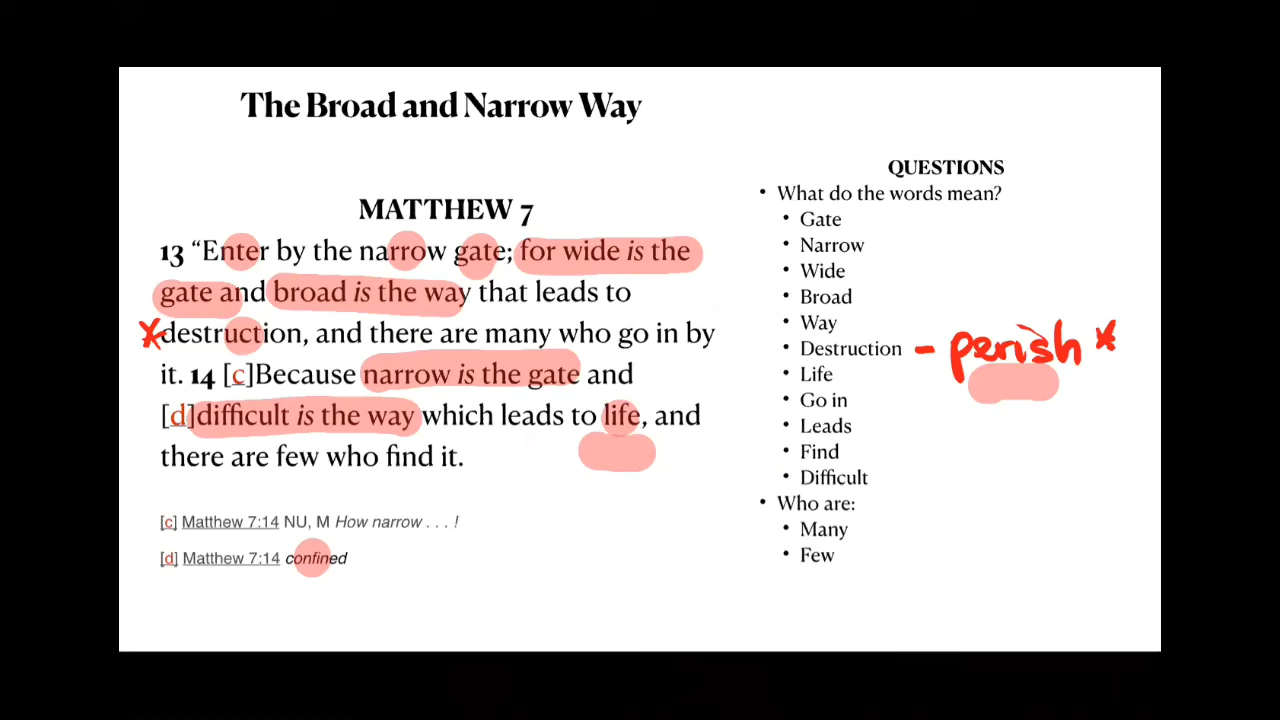 The Broad and Narrow Way
MATTHEW 7
13 “Enter by the narrow gate; for wide is the
gate and broad is the way that leads to
*destruction, and there are many who go in by
it. 14 [c]Because narrow is the gate and
[d]difficult is the way which leads to life, and
there are few who find it.
[c] Matthew 7:14 NU, M How narrow . . . !
[d] Matthew 7:14 confined
QUESTIONS
• What do the words mean?
• Gate
• Narrow
• Wide
• Broad
• Way
• Destruction - perish *
• Life
• Go in
• Leads
• Find
• Difficult
• Who are:
• Many
• Few